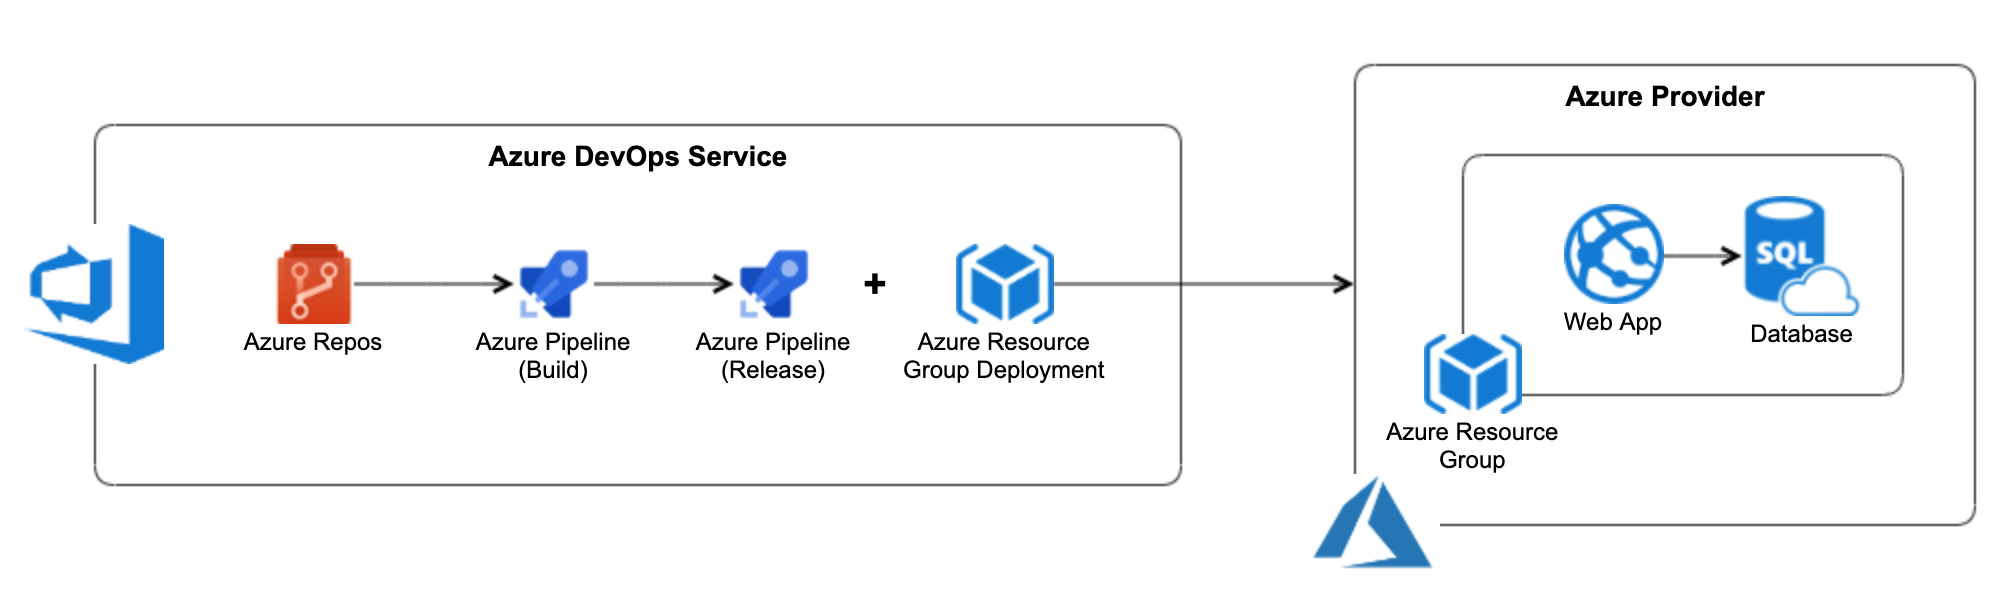 Azure DevOps Service
Azure Repos
Azure Pipeline
(Build)
Azure Pipeline
(Release)
+
Azure Resource
Group Deployment
Azure Provider
Web App
SQL
Database
Azure Resource
Group